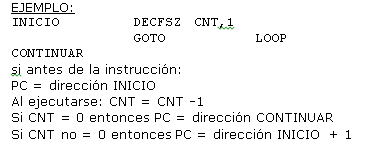 EJEMPLO:
INICIO DECFSZ CNT,1
GOTO LOOP
CONTINUAR
si antes de la instrucción:
PC = dirección INICIO
Al ejecutarse: CNT = CNT -1
Si CNT = 0 entonces PC = dirección CONTINUAR
Si CNT no = 0 entonces PC = dirección INICIO + 1